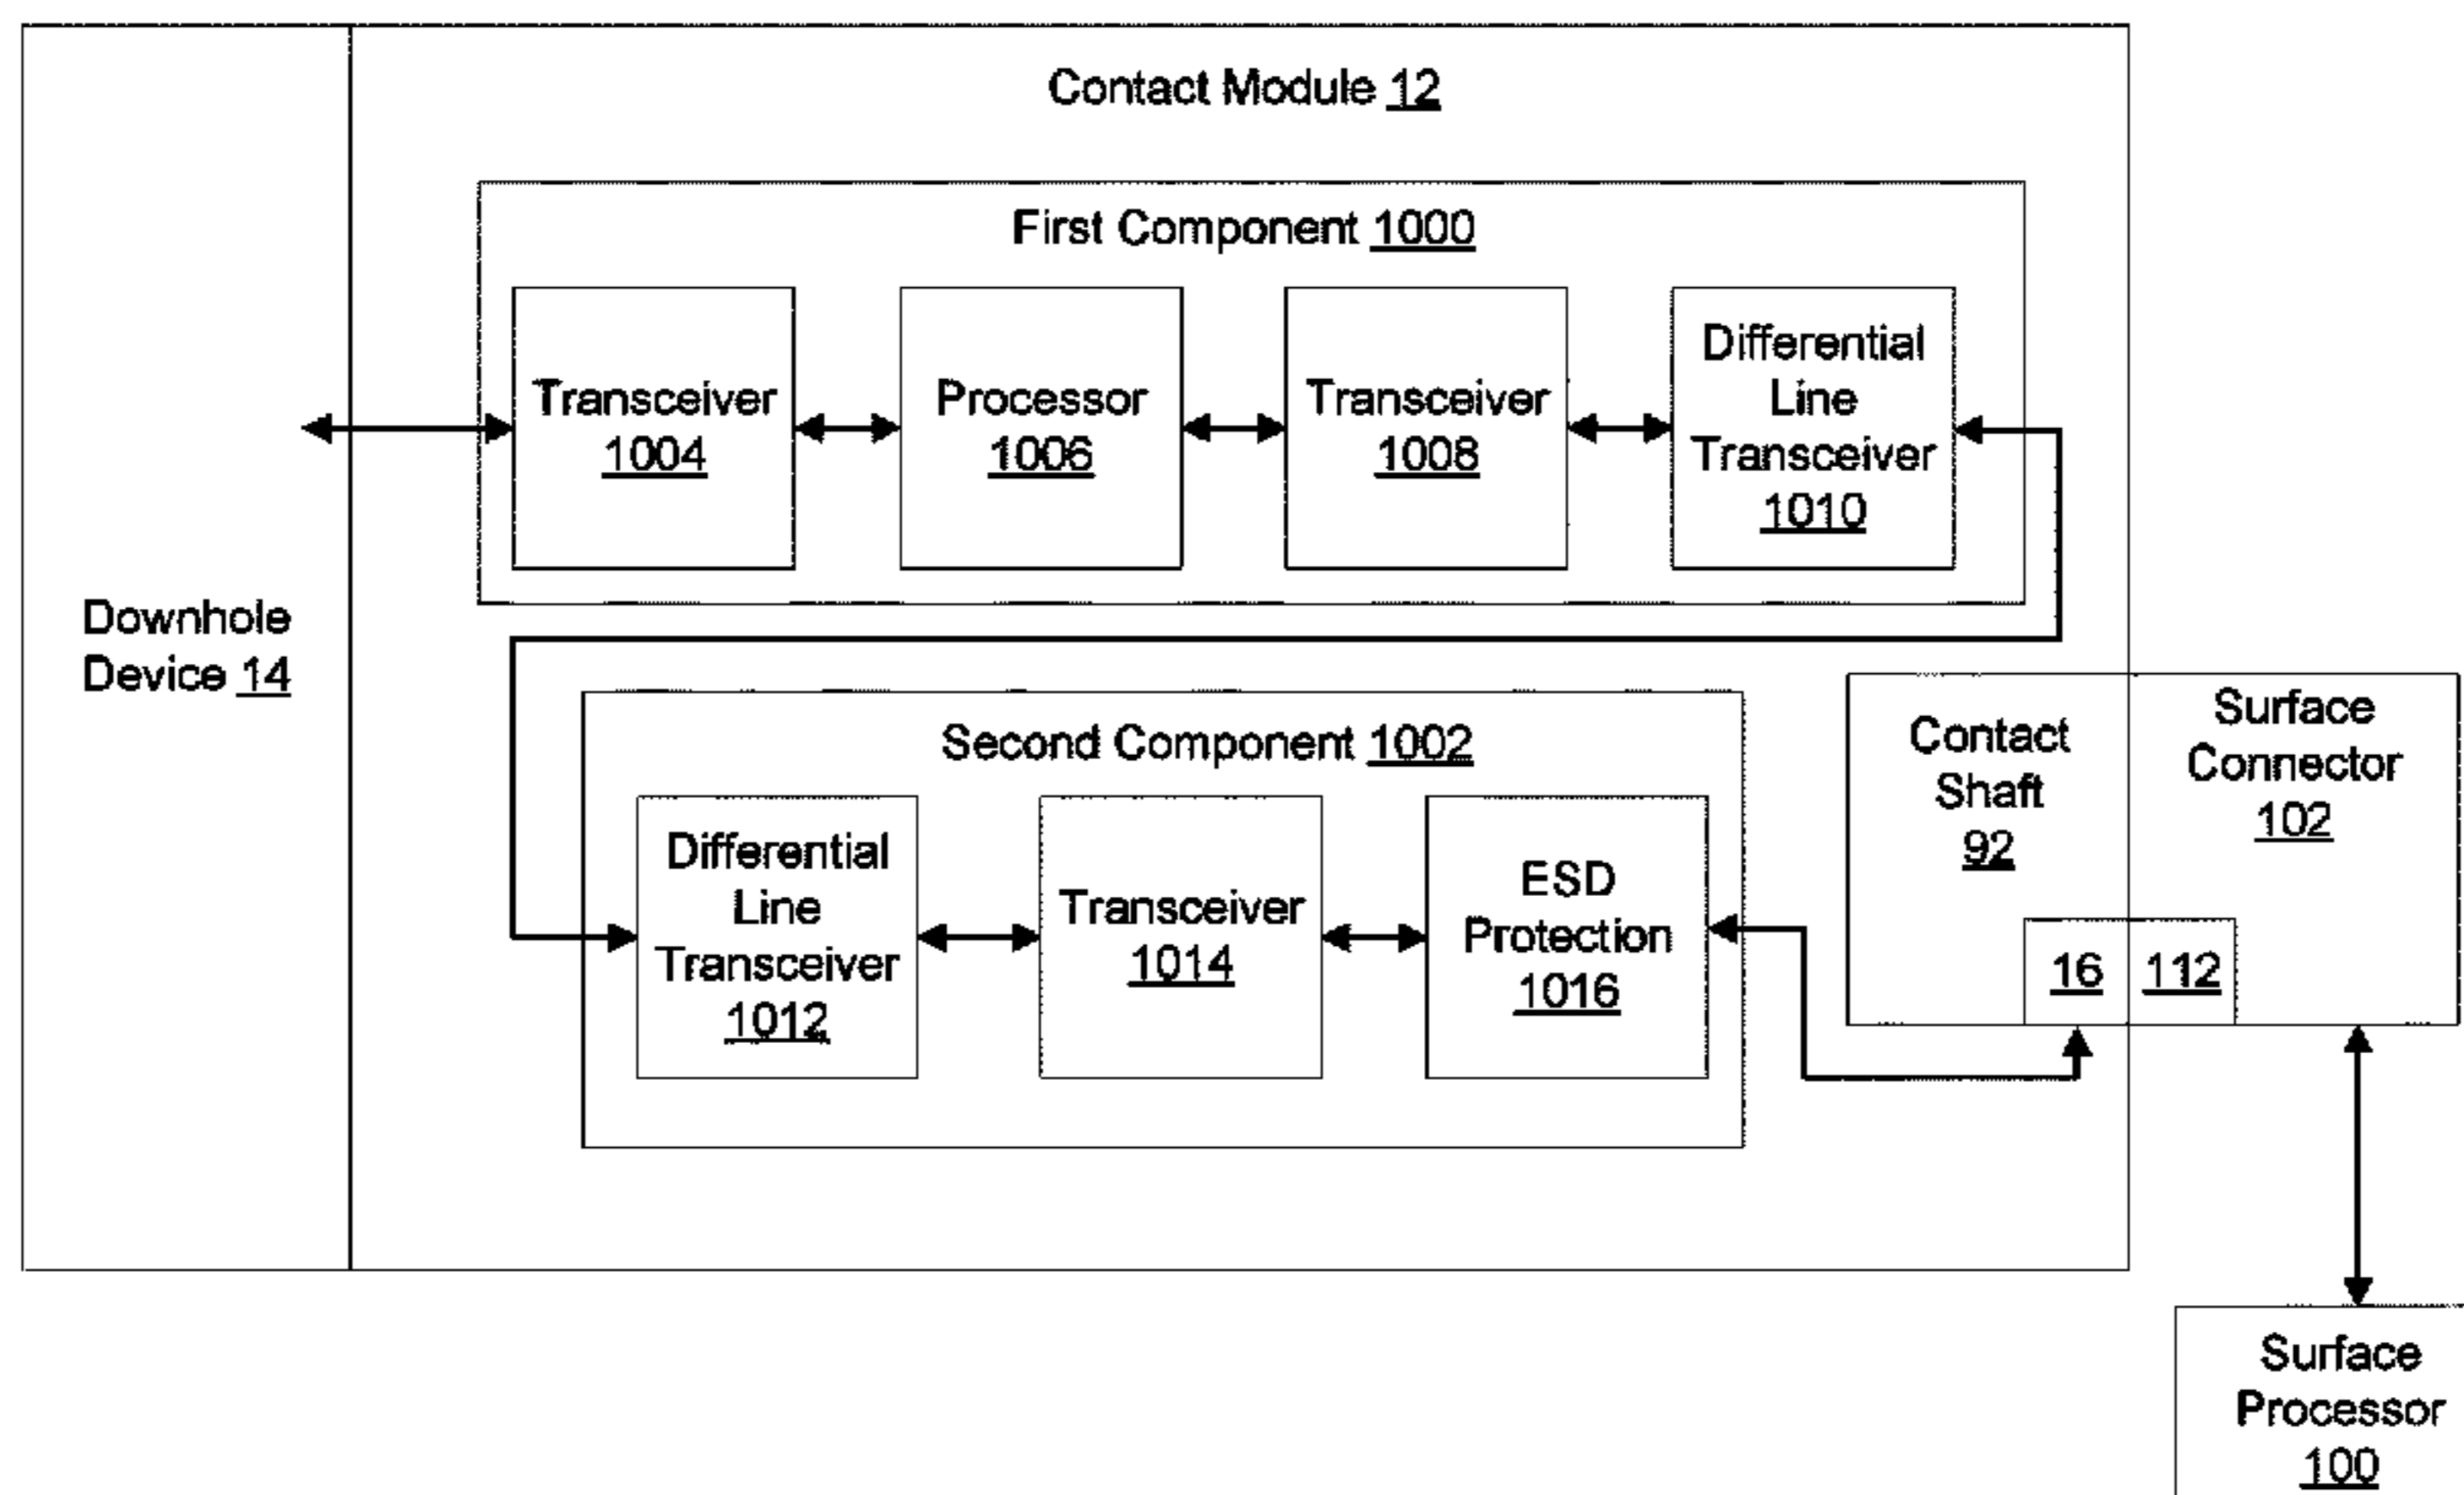 Contact Module 12
First Component 1000
Transceiver
1004
Processor
1006
Transceiver
1008
Differential
Line
Transceiver
1010
Downhole
Device 14
Second Component 1002
Differential
Line
Transceiver
1012
Transceiver
1014
ESD
Protection
1016
Contact
Shaft
92
Surface
Connector
102
16
112
Surface
Processor
100